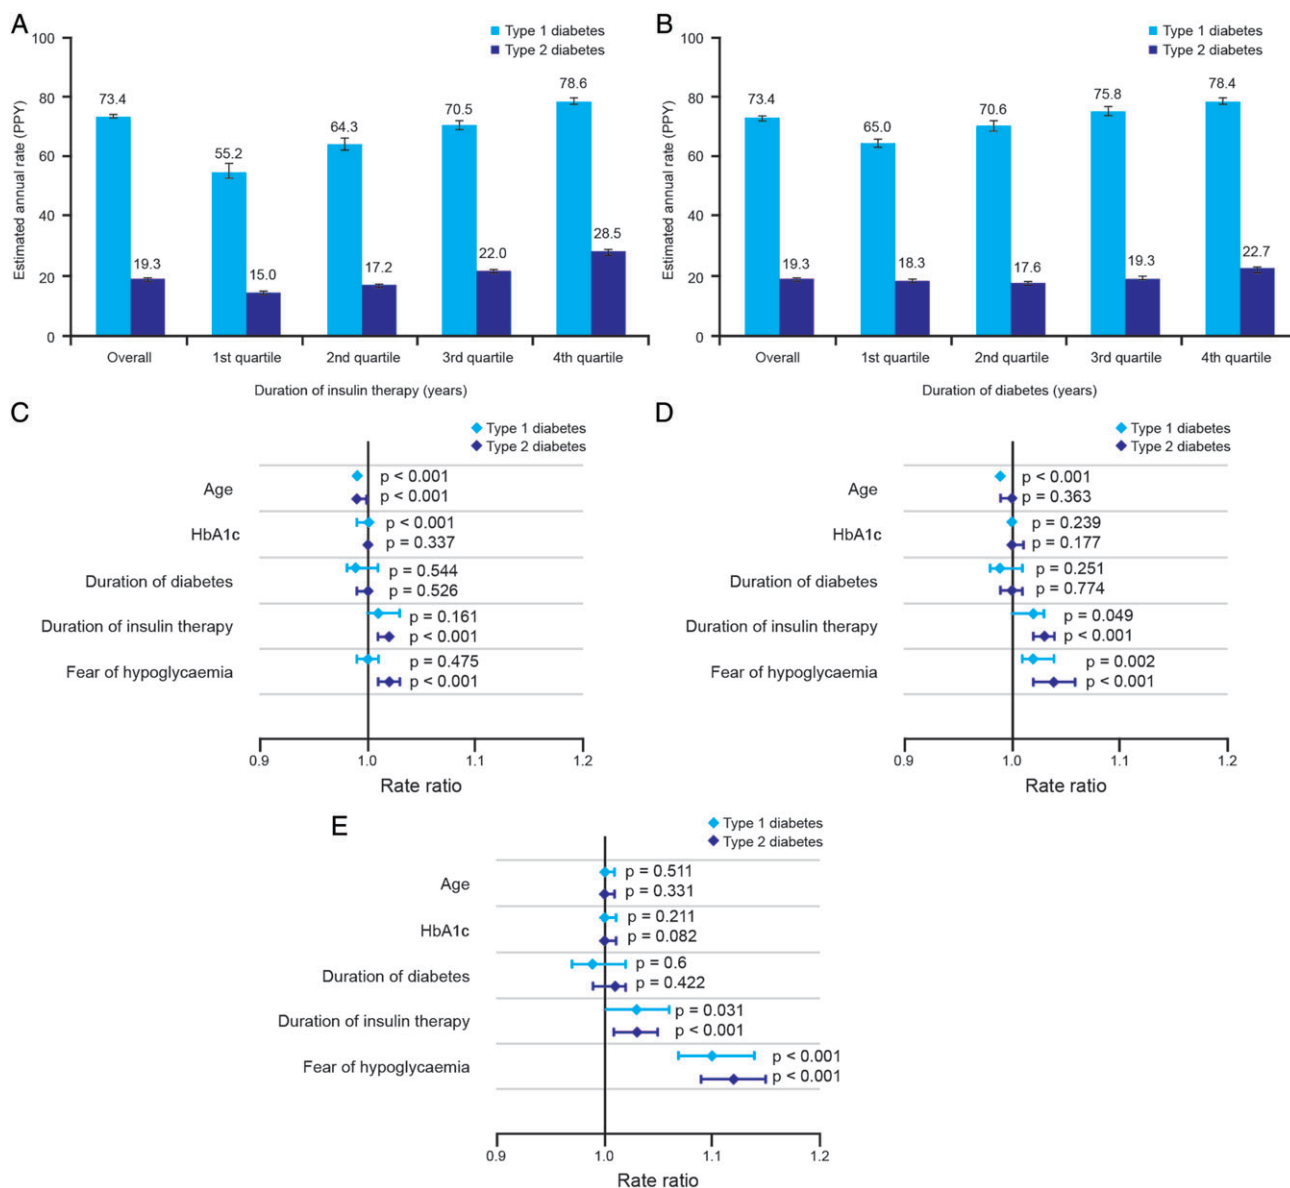 A
Type 1 diabetes
Type 2 diabetes
Estimated annual rate (PPY)
100
80
60
40
20
0
73.4
19.3
55.2
15.0
64.3
17.2
70.5
22.0
78.6
28.5
Overall
1st quartile
2nd quartile
3rd quartile
4th quartile
Duration of insulin therapy (years)
B
Type 1 diabetes
Type 2 diabetes
Estimated annual rate (PPY)
100
80
60
40
20
0
73.4
19.3
65.0
18.3
70.6
17.6
75.8
19.3
78.4
22.7
Overall
1st quartile
2nd quartile
3rd quartile
4th quartile
Duration of diabetes (years)
C
Type 1 diabetes
Type 2 diabetes
Age
p < 0.001
p < 0.001
HbA1c
p < 0.001
p = 0.337
Duration of diabetes
p = 0.544
p = 0.526
Duration of insulin therapy
p = 0.161
p < 0.001
Fear of hypoglycaemia
p = 0.475
p < 0.001
0.9
1.0
1.1
1.2
Rate ratio
D
Type 1 diabetes
Type 2 diabetes
Age
p < 0.001
p = 0.363
HbA1c
p = 0.239
p = 0.177
Duration of diabetes
p = 0.251
p = 0.774
Duration of insulin therapy
p = 0.049
p < 0.001
Fear of hypoglycaemia
p = 0.002
p < 0.001
0.9
1.0
1.1
1.2
Rate ratio
E
Type 1 diabetes
Type 2 diabetes
Age
p = 0.511
p = 0.331
HbA1c
p = 0.211
p = 0.082
Duration of diabetes
p = 0.6
p = 0.422
Duration of insulin therapy
p = 0.031
p < 0.001
Fear of hypoglycaemia
p < 0.001
p < 0.001
0.9
1.0
1.1
1.2
Rate ratio